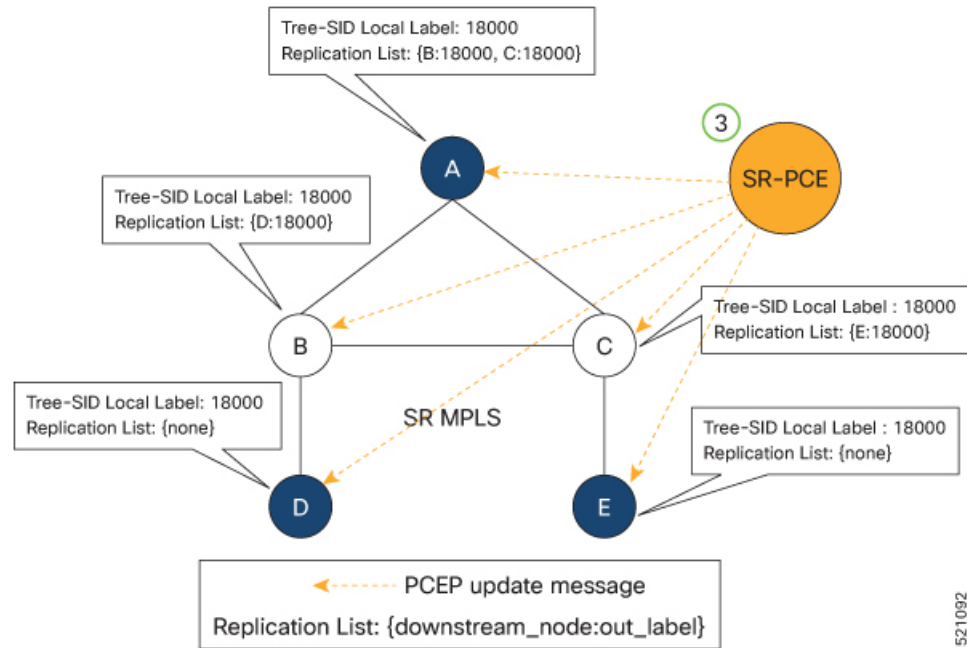 Tree-SID Local Label: 18000
Replication List: {B:18000, C:18000}
3
A
SR-PCE
Tree-SID Local Label: 18000
Replication List: {D:18000}
B
C
Tree-SID Local Label : 18000
Replication List: {E:18000}
Tree-SID Local Label: 18000
Replication List: {none}
SR MPLS
Tree-SID Local Label : 18000
Replication List: {none}
D
E
PCEP update message
Replication List: {downstream_node:out_label}
521092